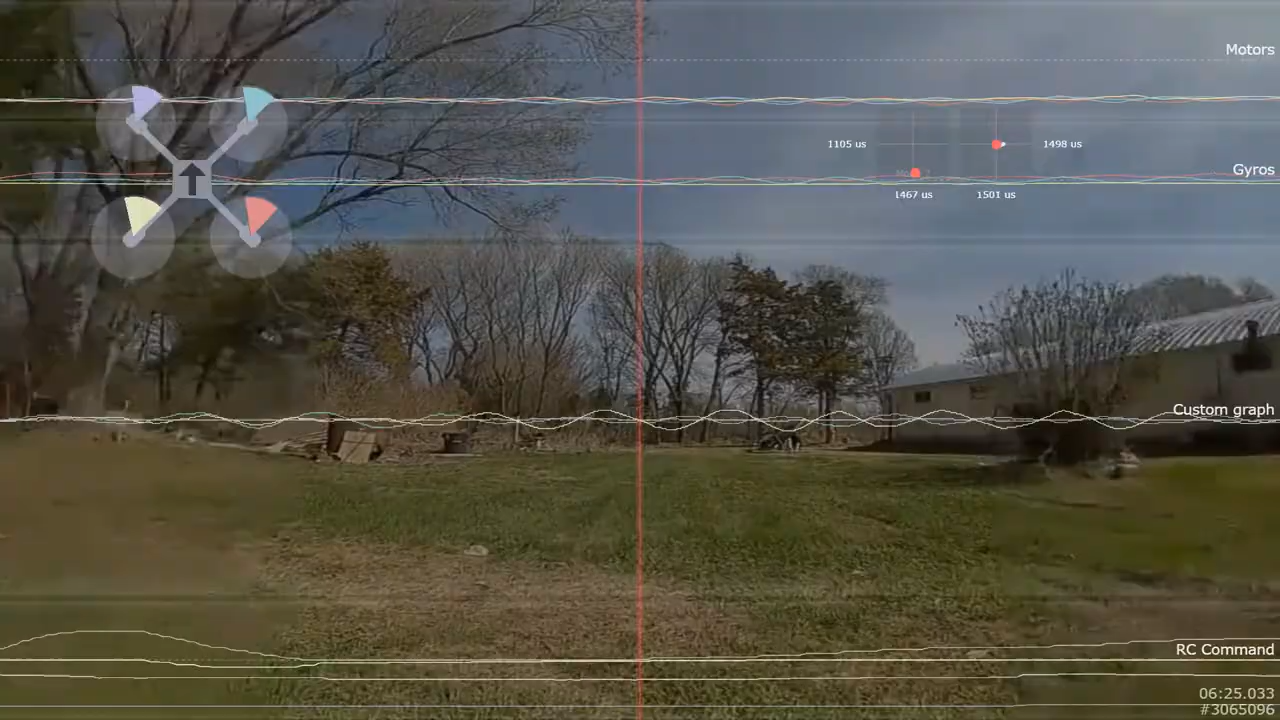 Motors
1105 us
1498 us
Gyros
1467 us
1501 us
Custom graph
RC Command
06:25.033
#3065096